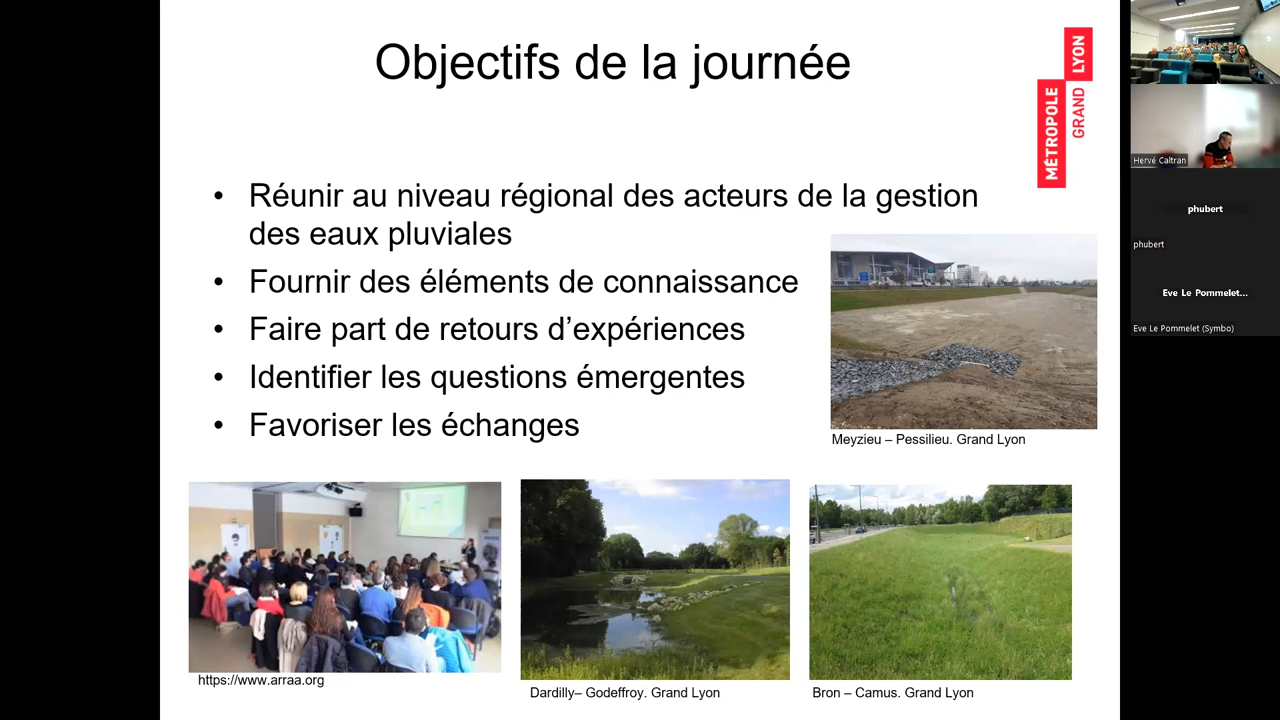 Objectifs de la journée
MÉTROPOLE
GRAND
LYON
• Réunir au niveau régional des acteurs de la gestion
des eaux pluviales
• Fournir des éléments de connaissance
• Faire part de retours d’expériences
• Identifier les questions émergentes
• Favoriser les échanges
Meyzieu – Pessilieu. Grand Lyon
https://www.arraa.org
Dardilly– Godeffroy. Grand Lyon
Bron – Camus. Grand Lyon
Hervé Caltran
phubert
phubert
Eve Le Pommelet...
Eve Le Pommelet (Symbo)